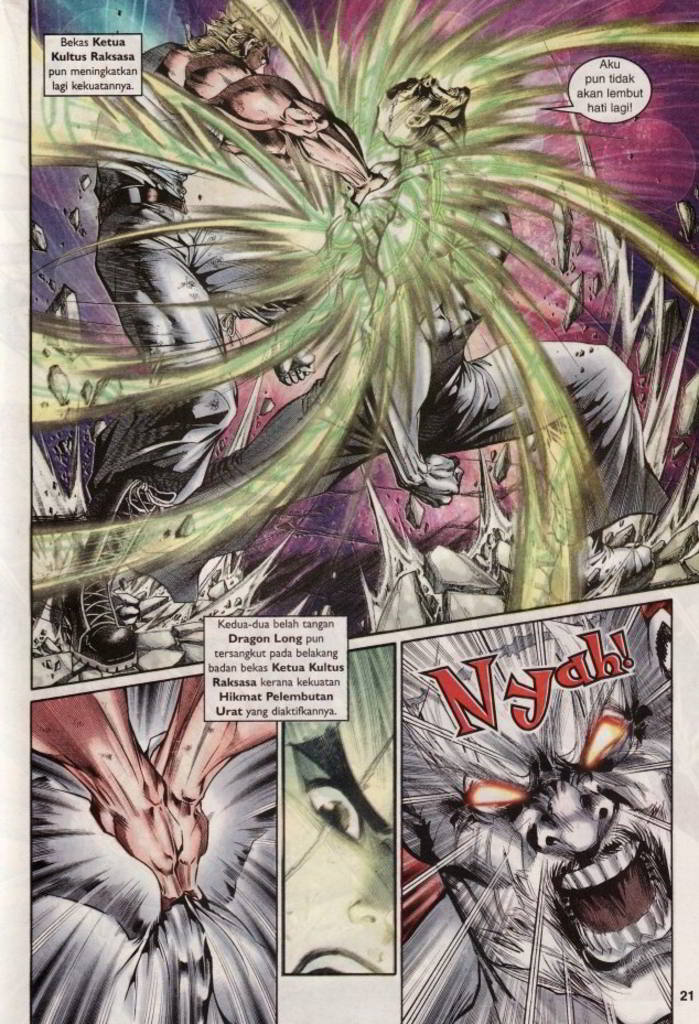 Bekas Ketua
Kultus Raksasa
pun meningkatkan
lagi kekuatannya.
Aku
pun tidak
akan lembut
hati lagi!
Kedua-dua belah tangan
Dragon Long pun
tersangkut pada belakang
badan bekas Ketua Kultus
Raksasa kerana kekuatan
Hikmat Pelembutan
Urat yang diaktifkannya.
Nyah!
21